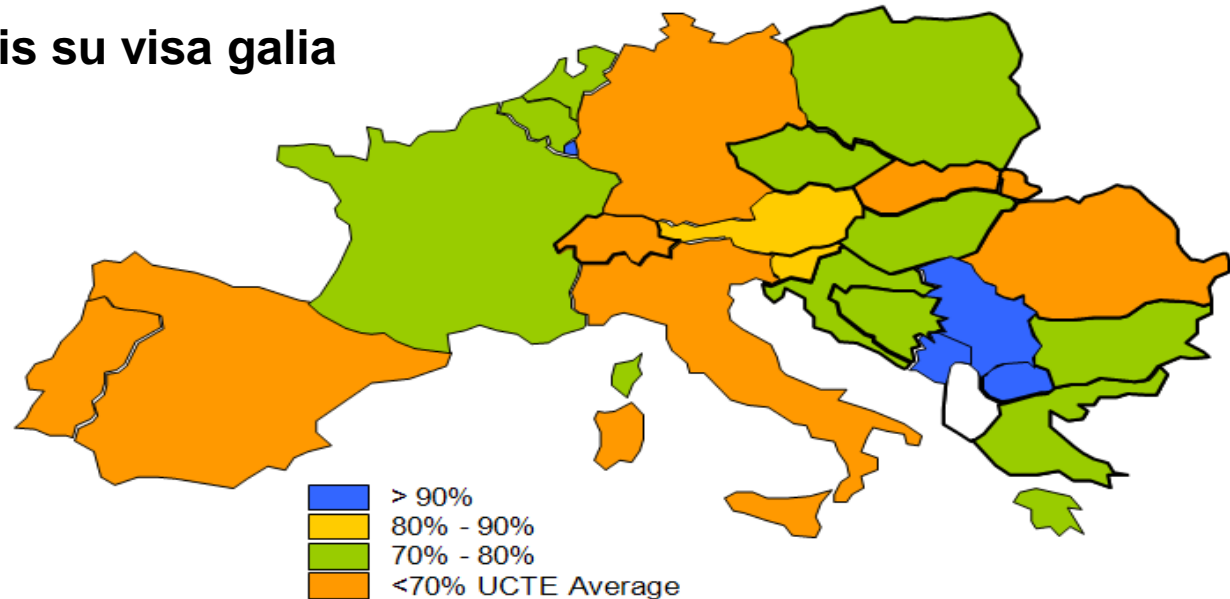 is su visa galia
> 90%
80% - 90%
70% - 80%
<70% UCTE Average